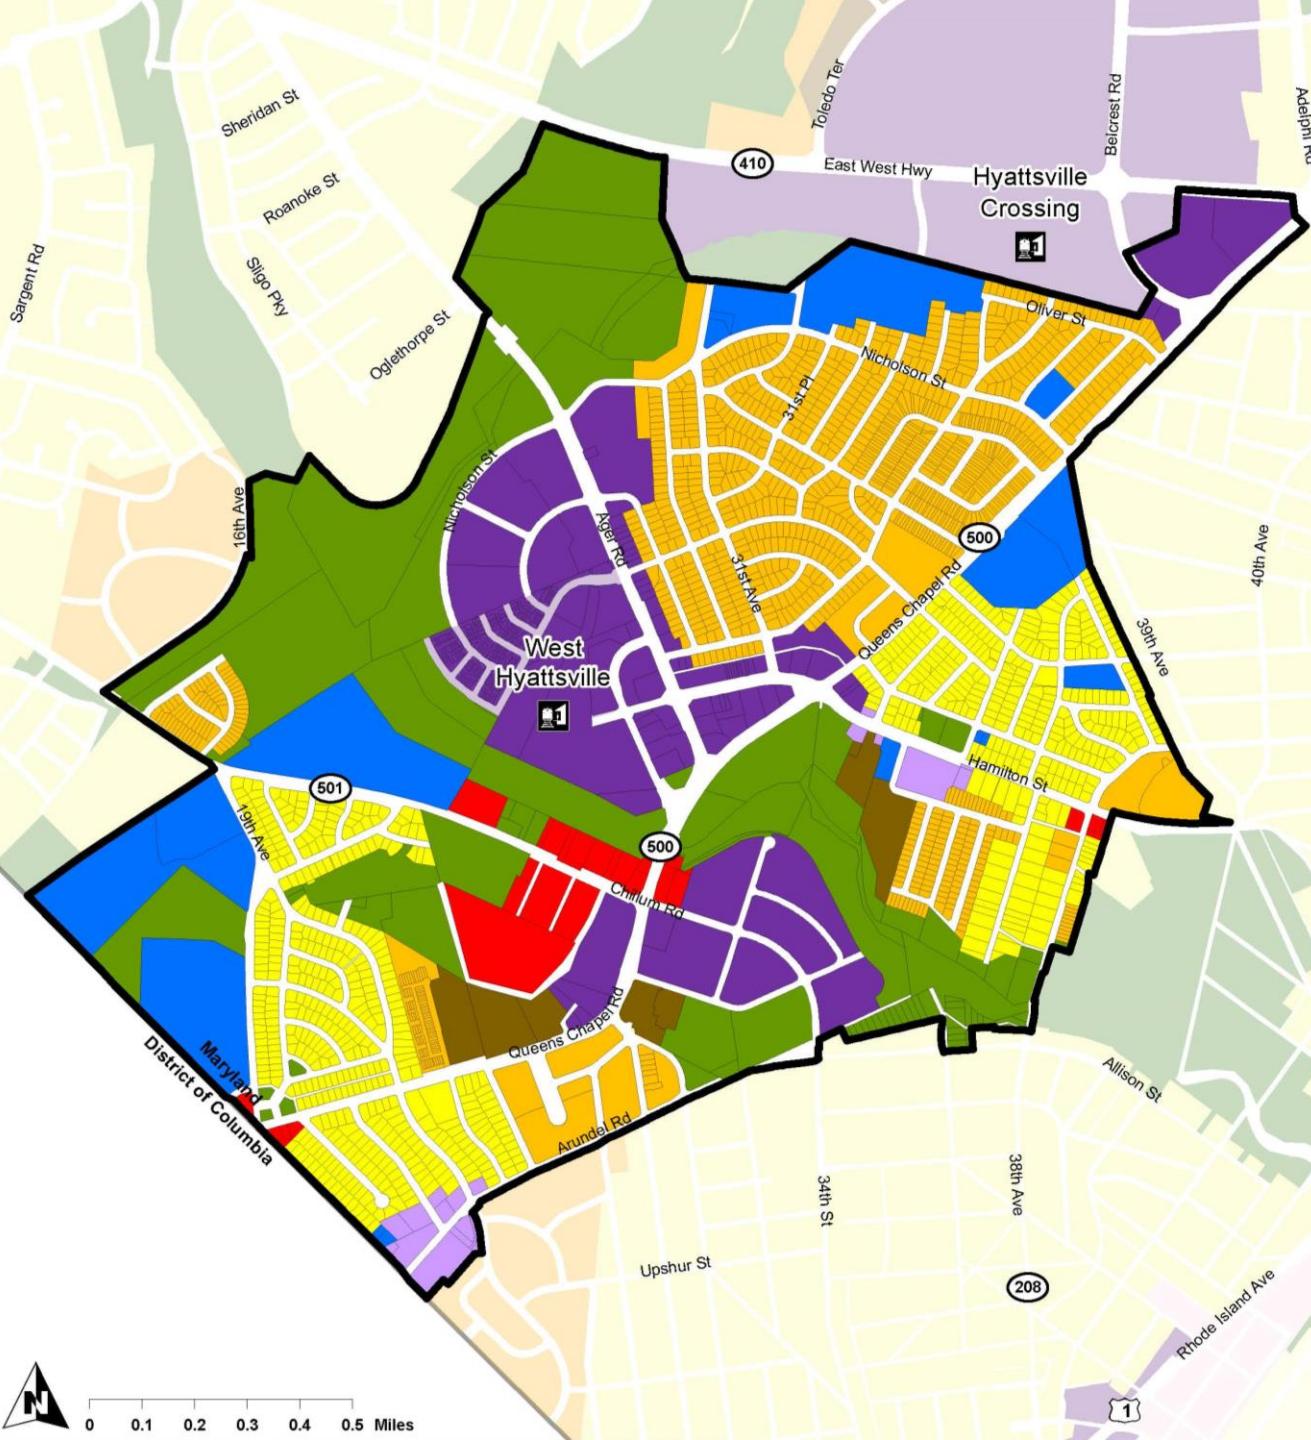 Sheridan St
Roanoke St
Sligo Pky
Sargent Rd
Oglethorpe St
16th Ave
Toledo Ter
Belcrest Rd
410
East West Hwy
Hyattsville
Crossing
Oliver St
Nicholson St
31st Pl
Nicholson St
Ager Rd
31st Ave
500
Queens Chapel Rd
40th Ave
39th Ave
West
Hyattsville
501
19th Ave
Hamilton St
500
Chillum Rd
Queens Chapel Rd
Arundel Rd
Maryland
District of Columbia
Allison St
34th St
38th Ave
Upshur St
208
Rhode Island Ave
1
N
0 0.1 0.2 0.3 0.4 0.5 Miles